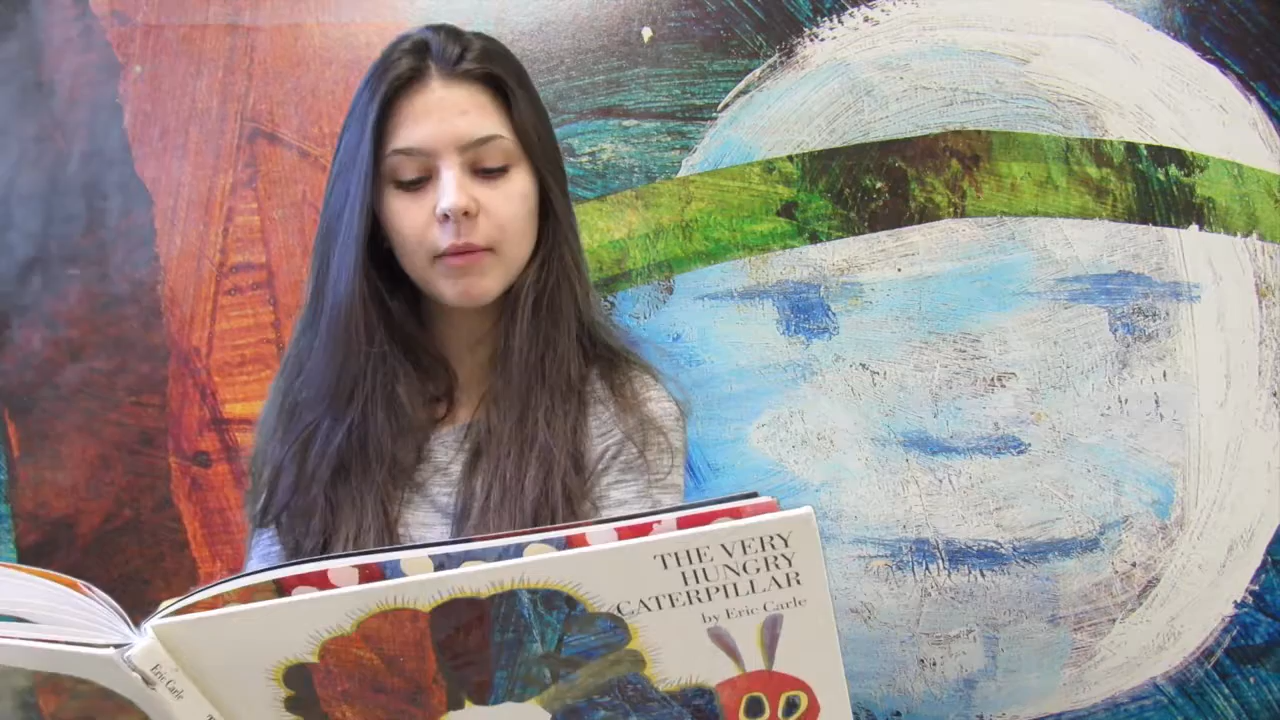 THE VERY
HUNGRY
CATERPILLAR
by Eric Carle
Eric Carle